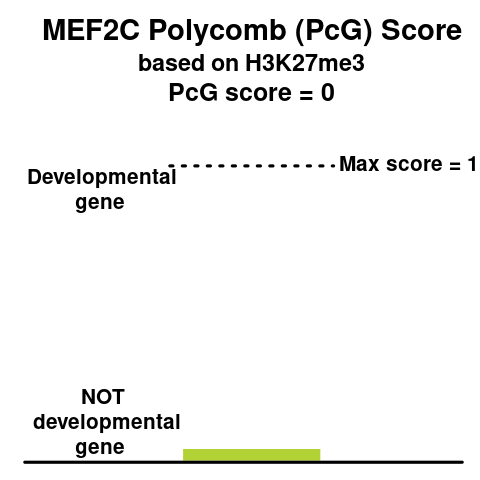 MEF2C Polycomb (PcG) Score
based on H3K27me3
PcG score = 0
Max score = 1
Developmental
gene
NOT
developmental
gene